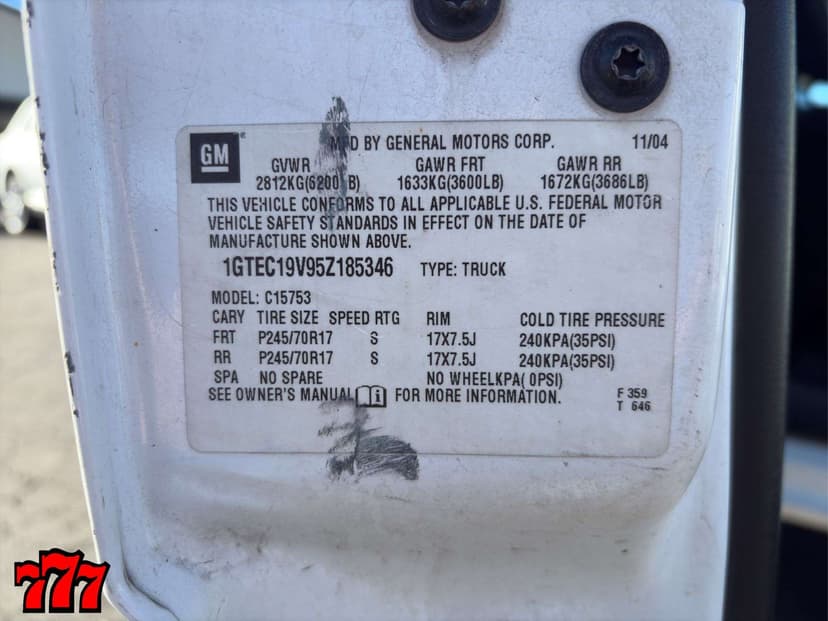 GM
MFD BY GENERAL MOTORS CORP. 11/04
GVWR GAWR FRT GAWR RR
2812KG(6200LB) 1633KG(3600LB) 1672KG(3686LB)
THIS VEHICLE CONFORMS TO ALL APPLICABLE U.S. FEDERAL MOTOR
VEHICLE SAFETY STANDARDS IN EFFECT ON THE DATE OF
MANUFACTURE SHOWN ABOVE.
1GTEC19V95Z185346 TYPE: TRUCK
MODEL: C15753
CARY TIRE SIZE SPEED RTG RIM COLD TIRE PRESSURE
FRT P245/70R17 S 17X7.5J 240KPA(35PSI)
RR P245/70R17 S 17X7.5J 240KPA(35PSI)
SPA NO SPARE NO WHEELKPA( 0PSI)
SEE OWNER'S MANUAL FOR MORE INFORMATION.
F 359
T 646
777